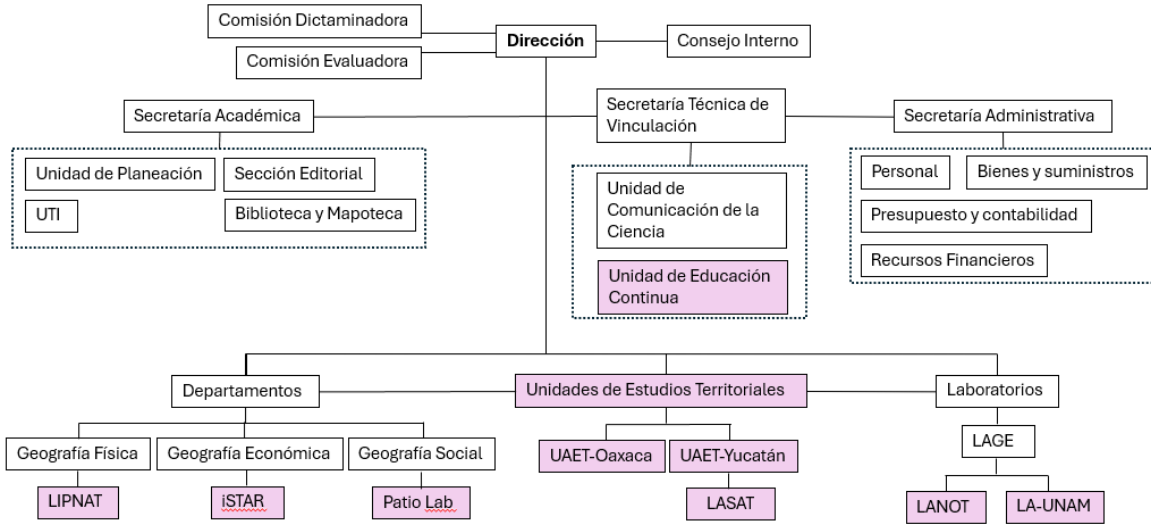 Comisión Dictaminadora
Dirección
Consejo Interno
Comisión Evaluadora
Secretaría Académica
Secretaría Técnica de
Vinculación
Secretaría Administrativa
Unidad de Planeación
Sección Editorial
UTI
Biblioteca y Mapoteca
Unidad de
Comunicación de la
Ciencia
Unidad de Educación
Continua
Personal
Bienes y suministros
Presupuesto y contabilidad
Recursos Financieros
Departamentos
Unidades de Estudios Territoriales
Laboratorios
Geografía Física
Geografía Económica
Geografía Social
UAET-Oaxaca
UAET-Yucatán
LAGE
LIPNAT
iSTAR
Patio Lab
LASAT
LANOT
LA-UNAM